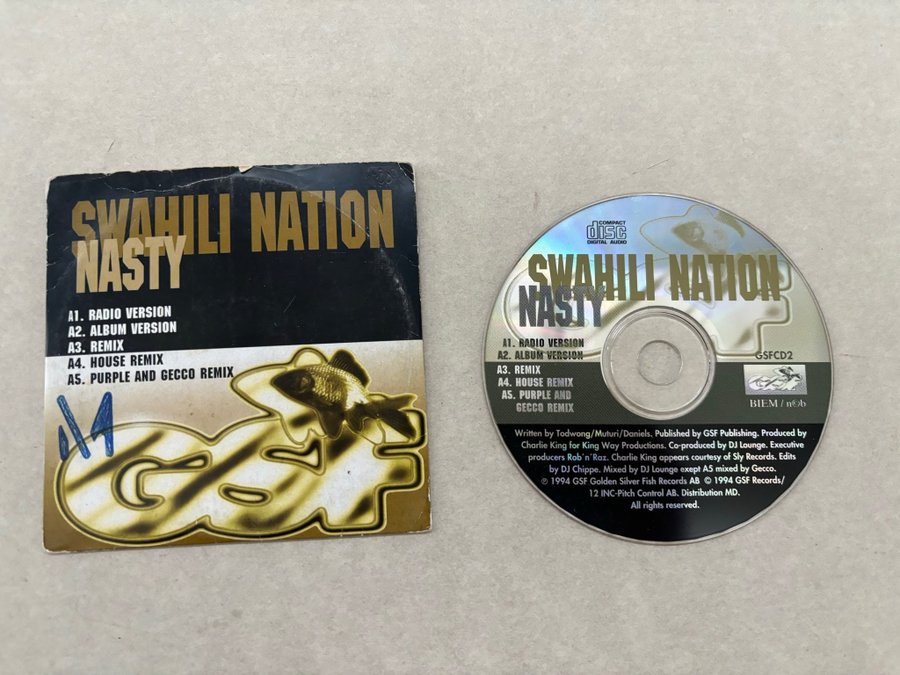 SWAHILI NATION
NASTY
A1. RADIO VERSION
A2. ALBUM VERSION
A3. REMIX
A4. HOUSE REMIX
A5. PURPLE AND GECCO REMIX
GSF
COMPACT
disc
DIGITAL AUDIO
SWAHILI NATION
NASTY
A1. RADIO VERSION
A2. ALBUM VERSION
A3. REMIX
A4. HOUSE REMIX
A5. PURPLE AND
GECCO REMIX
GSFCD2
GSF
BIEM / n©b
Written by Todwong/Muturi/Daniels. Published by GSF Publishing. Produced by
Charlie King for King Way Productions. Co-produced by DJ Lounge. Executive
producers Rob'n'Raz. Charlie King appears courtesy of Sly Records. Edits
by DJ Chippe. Mixed by DJ Lounge exept A5 mixed by Gecco.
℗ 1994 GSF Golden Silver Fish Records AB © 1994 GSF Records/
12 INC-Pitch Control AB. Distribution MD.
All rights reserved.